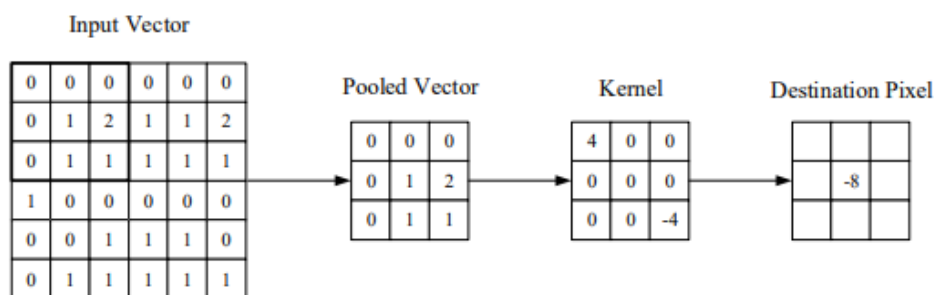 Input Vector
Pooled Vector
Kernel
Destination Pixel
0 0 0 0 0 0
0 1 2 1 1 2
0 1 1 1 1 1
1 0 0 0 0 0
0 0 1 1 1 0
0 1 1 1 1 1
0 0 0
0 1 2
0 1 1
4 0 0
0 0 0
0 0 -4
-8